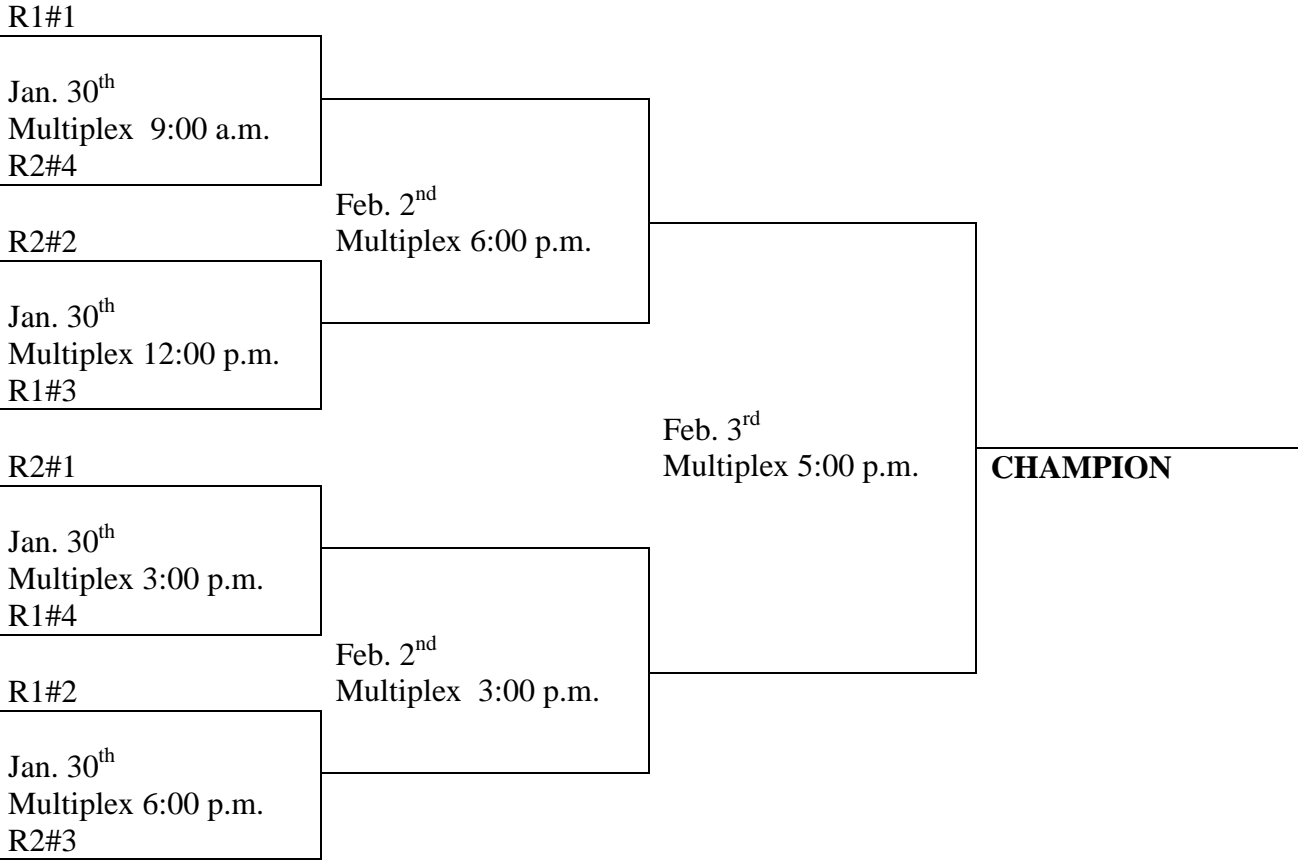 R1#1
Jan. 30th
Multiplex  9:00 a.m.
R2#4
R2#2
Jan. 30th
Multiplex 12:00 p.m.
R1#3
R2#1
Jan. 30th
Multiplex 3:00 p.m.
R1#4
R1#2
Jan. 30th
Multiplex 6:00 p.m.
R2#3
Feb. 2nd
Multiplex 6:00 p.m.
Feb. 2nd
Multiplex  3:00 p.m.
Feb. 3rd
Multiplex 5:00 p.m.
CHAMPION